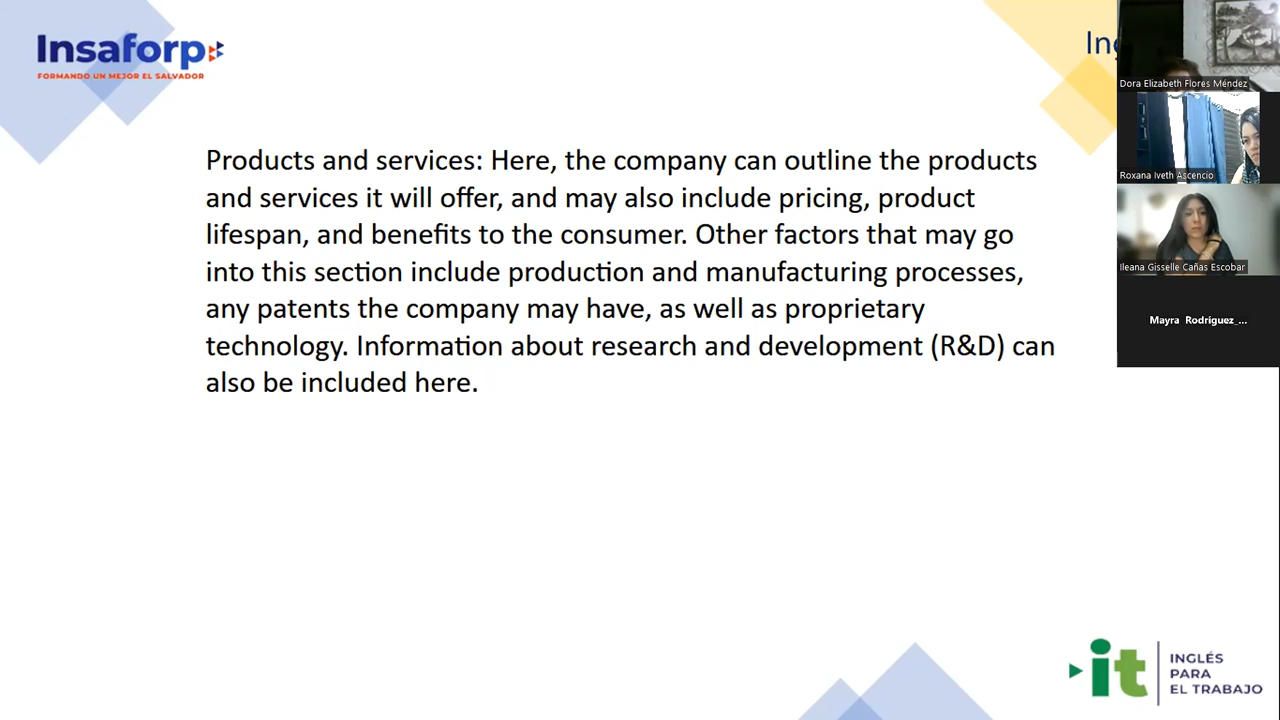 Insaforp
FORMANDO UN MEJOR EL SALVADOR
Products and services: Here, the company can outline the products
and services it will offer, and may also include pricing, product
lifespan, and benefits to the consumer. Other factors that may go
into this section include production and manufacturing processes,
any patents the company may have, as well as proprietary
technology. Information about research and development (R&D) can
also be included here.
Dora Elizabeth Flores Méndez
Roxana Iveth Ascencio
Ileana Gisselle Cañas Escobar
Mayra Rodríguez_...
it
INGLÉS
PARA
EL TRABAJO